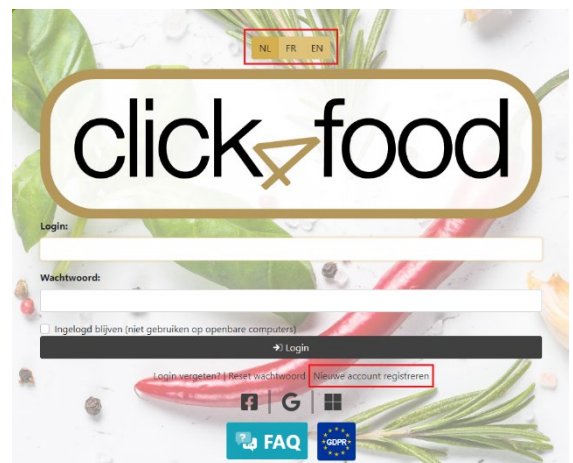 NL FR EN
click4food
Login:
Wachtwoord:
Ingelogd blijven (niet gebruiken op openbare computers)
Login
Login vergeten? | Reset wachtwoord | Nieuwe account registreren
FAQ
GDPR